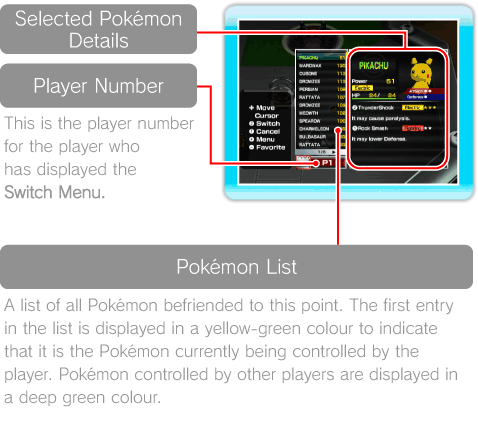 Selected Pokémon
Details
Player Number
This is the player number
for the player who
has displayed the
Switch Menu.
Move
Cursor
Switch
Cancel
Menu
Favorite
PIKACHU
WARDINAX
CUBONE
DROWZEE
PERSIAN
RATTATA
DROWZEE
MEOWTH
SPEAROW
CHARMELEON
BULBASAUR
RATTATA
1/8
P1
PIKACHU
Power 51
Electric
HP 24/ 24
ThunderShock
It may cause paralysis.
Rock Smash
It may lower Defense.
Pokémon List
A list of all Pokémon befriended to this point. The first entry
in the list is displayed in a yellow-green colour to indicate
that it is the Pokémon currently being controlled by the
player. Pokémon controlled by other players are displayed in
a deep green colour.